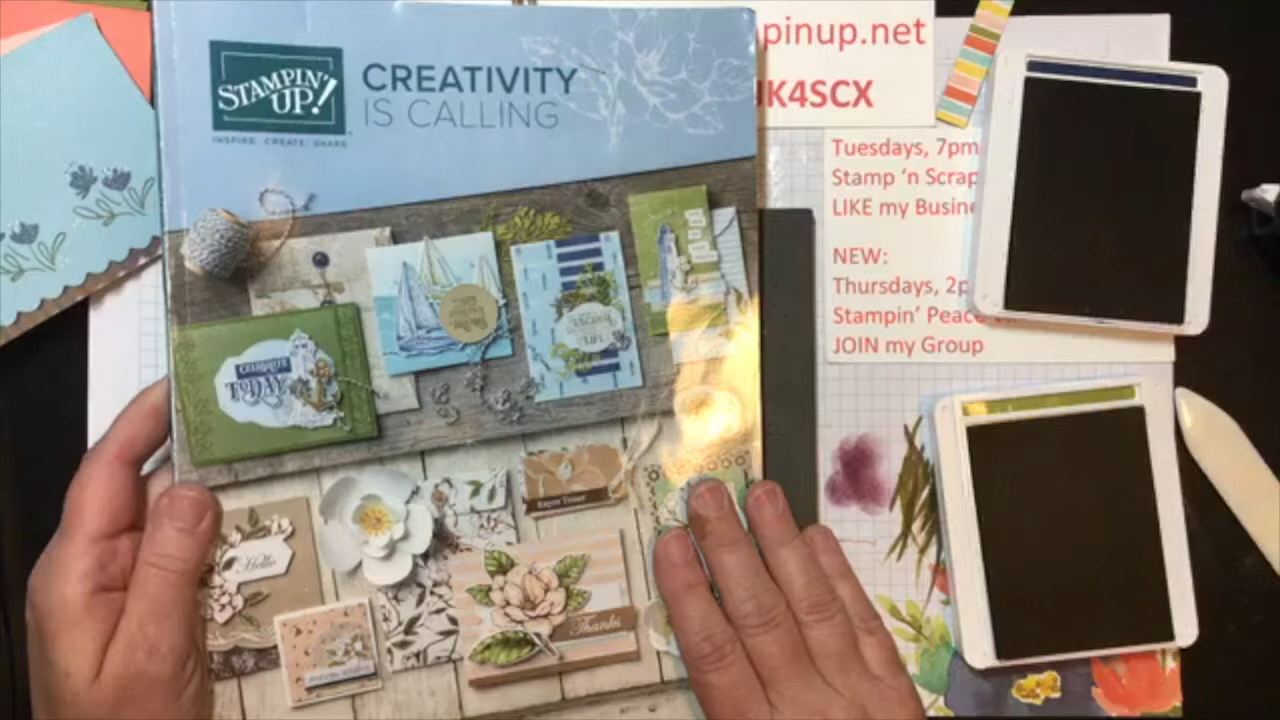 STAMPIN' UP!
INSPIRE. CREATE. SHARE.
CREATIVITY
IS CALLING
pinup.net
K4SCX
Tuesdays, 7pm
Stamp 'n Scrap
LIKE my Busine
NEW:
Thursdays, 2p
Stampin' Peace
JOIN my Group
CELEBRATE
TODAY
Hello
Thanks